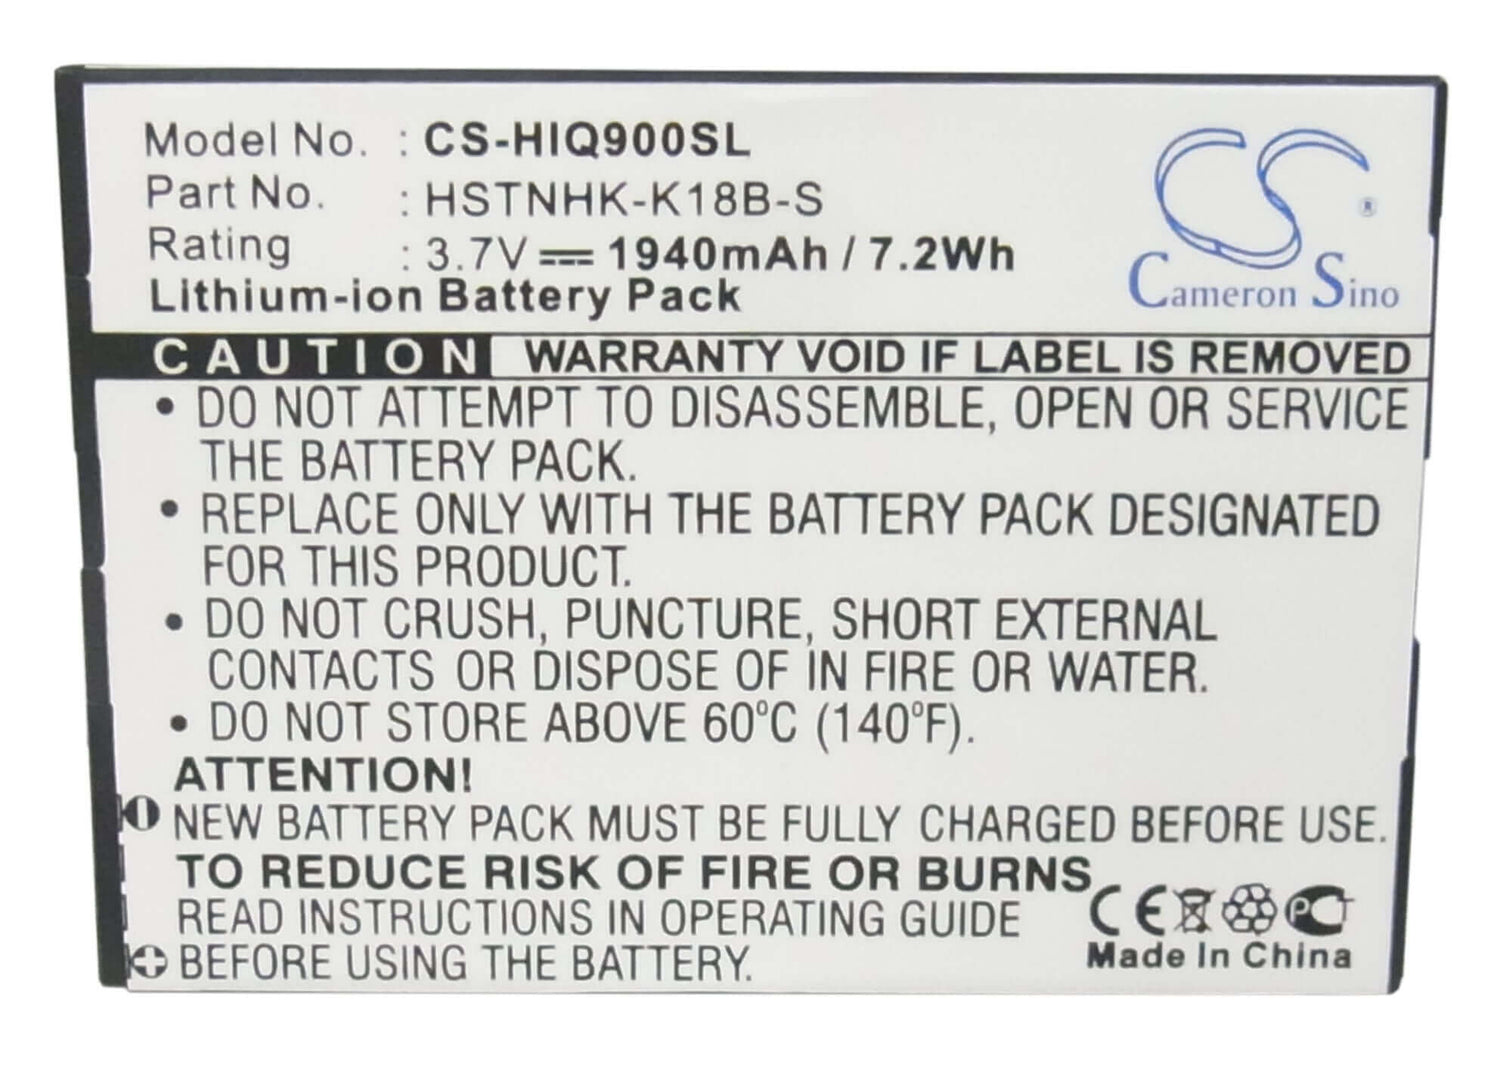 Model No. : CS-HIQ900SL
Part No. : HSTNHK-K18B-S
Rating : 3.7V 1940mAh / 7.2Wh
Lithium-ion Battery Pack
CS ®
Cameron Sino
CAUTION WARRANTY VOID IF LABEL IS REMOVED
• DO NOT ATTEMPT TO DISASSEMBLE, OPEN OR SERVICE
THE BATTERY PACK.
• REPLACE ONLY WITH THE BATTERY PACK DESIGNATED
FOR THIS PRODUCT.
• DO NOT CRUSH, PUNCTURE, SHORT EXTERNAL
CONTACTS OR DISPOSE OF IN FIRE OR WATER.
• DO NOT STORE ABOVE 60°C (140°F).
ATTENTION!
NEW BATTERY PACK MUST BE FULLY CHARGED BEFORE USE.
TO REDUCE RISK OF FIRE OR BURNS
READ INSTRUCTIONS IN OPERATING GUIDE
BEFORE USING THE BATTERY.
CE PCT
Made In China